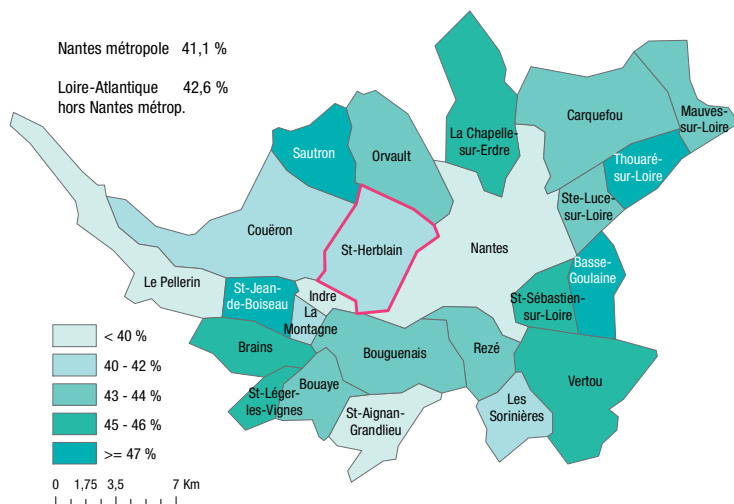 Nantes métropole 41,1 %
Loire-Atlantique 42,6 %
hors Nantes métrop.
La Chapelle-
sur-Erdre
Carquefou
Mauves-
sur-Loire
Sautron
Orvault
Thouaré-
sur-Loire
Ste-Luce-
sur-Loire
Couëron
St-Herblain
Nantes
Basse-
Goulaine
Le Pellerin
St-Jean-
de-Boiseau
Indre
La
Montagne
St-Sébastien-
sur-Loire
Brains
Bouguenais
Rezé
Vertou
St-Léger-
les-Vignes
Bouaye
St-Aignan-
Grandlieu
Les
Sorinières
< 40 %
40 - 42 %
43 - 44 %
45 - 46 %
>= 47 %
0 1,75 3,5 7 Km